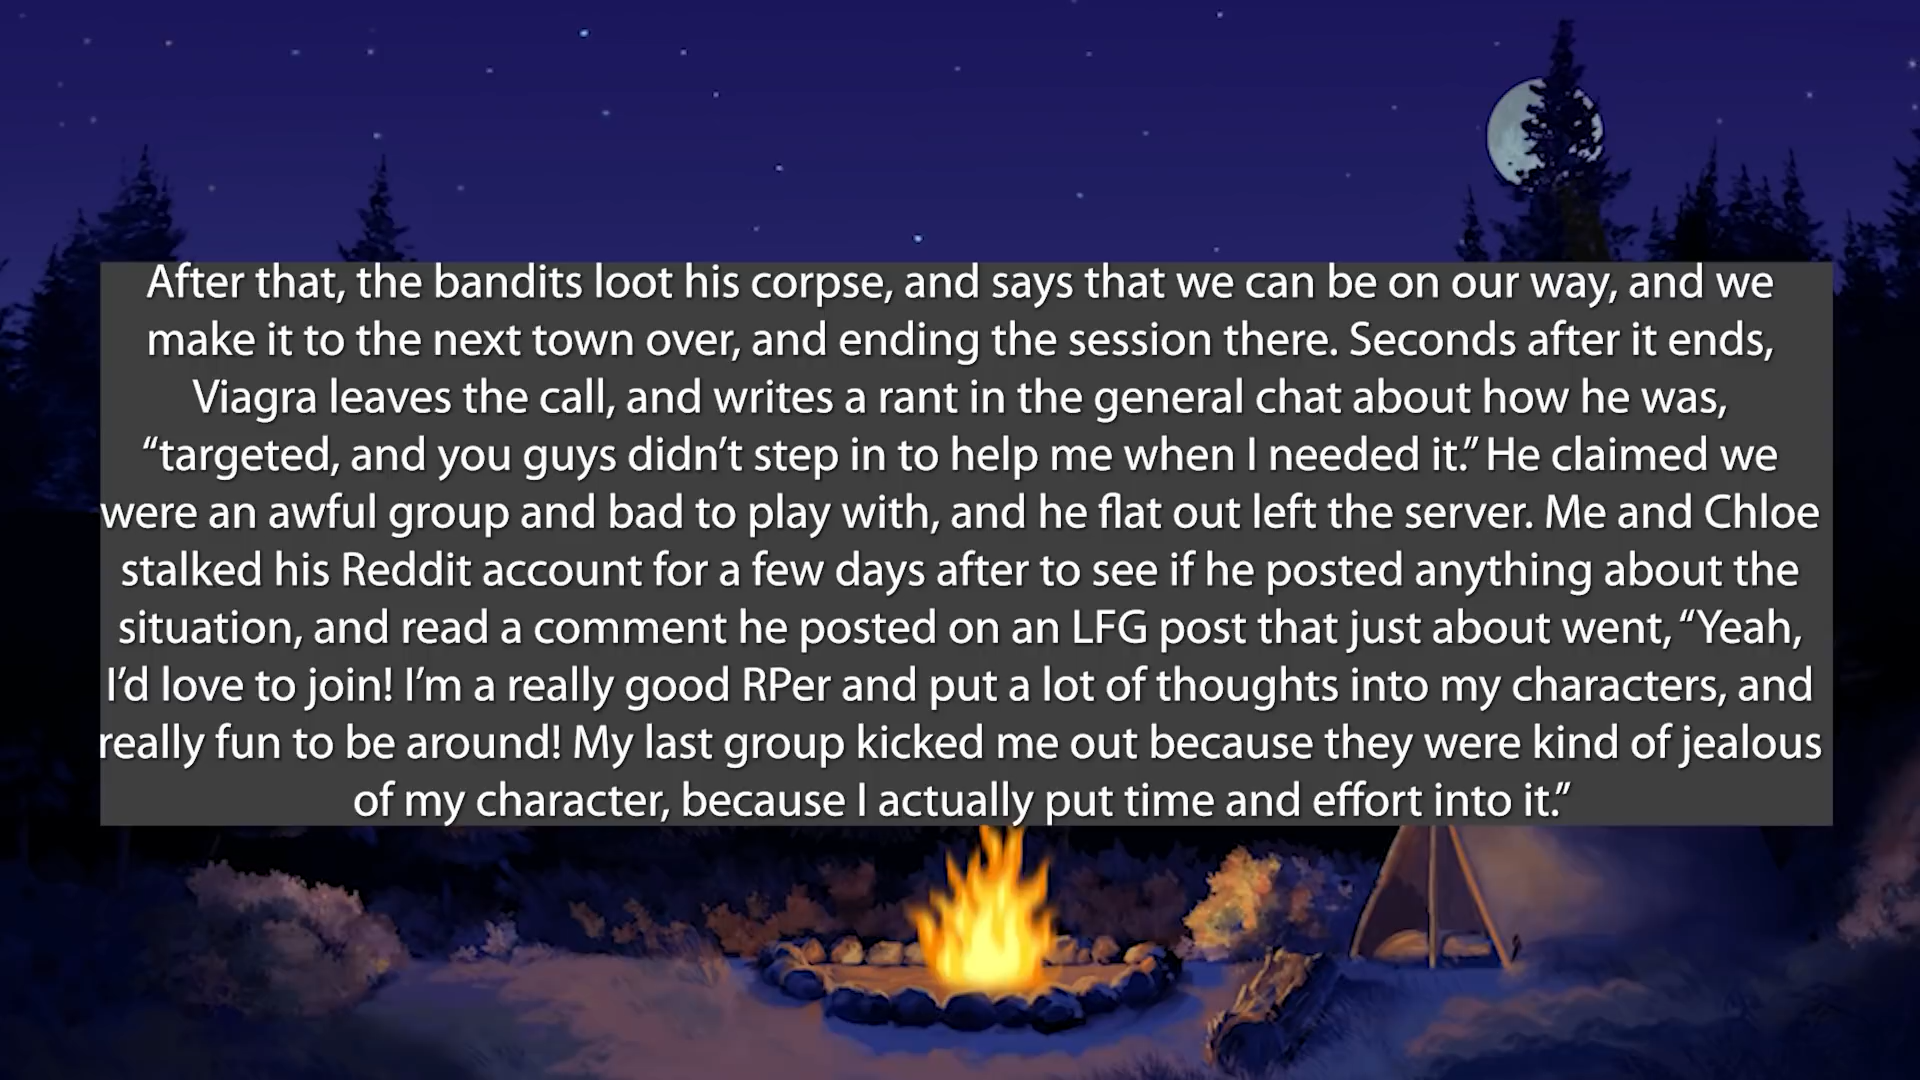 After that, the bandits loot his corpse, and says that we can be on our way, and we
make it to the next town over, and ending the session there. Seconds after it ends,
Viagra leaves the call, and writes a rant in the general chat about how he was,
“targeted, and you guys didn’t step in to help me when I needed it.” He claimed we
were an awful group and bad to play with, and he flat out left the server. Me and Chloe
stalked his Reddit account for a few days after to see if he posted anything about the
situation, and read a comment he posted on an LFG post that just about went, “Yeah,
I’d love to join! I’m a really good RPer and put a lot of thoughts into my characters, and
really fun to be around! My last group kicked me out because they were kind of jealous
of my character, because I actually put time and effort into it.”